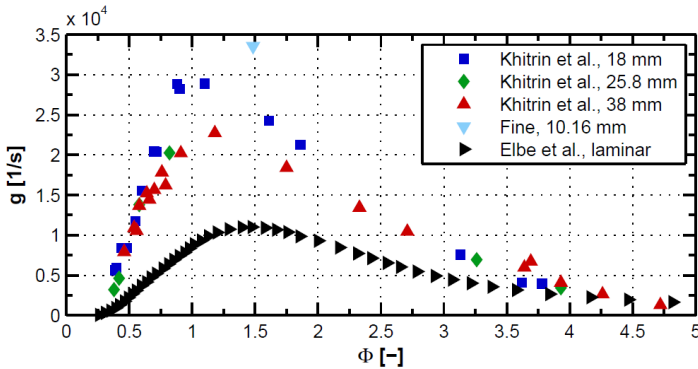 x 10⁴
3.5
3
2.5
2
1.5
1
0.5
0
g [1/s]
Khitrin et al., 18 mm
Khitrin et al., 25.8 mm
Khitrin et al., 38 mm
Fine, 10.16 mm
Elbe et al., laminar
0 0.5 1 1.5 2 2.5 3 3.5 4 4.5 5
Φ [−]